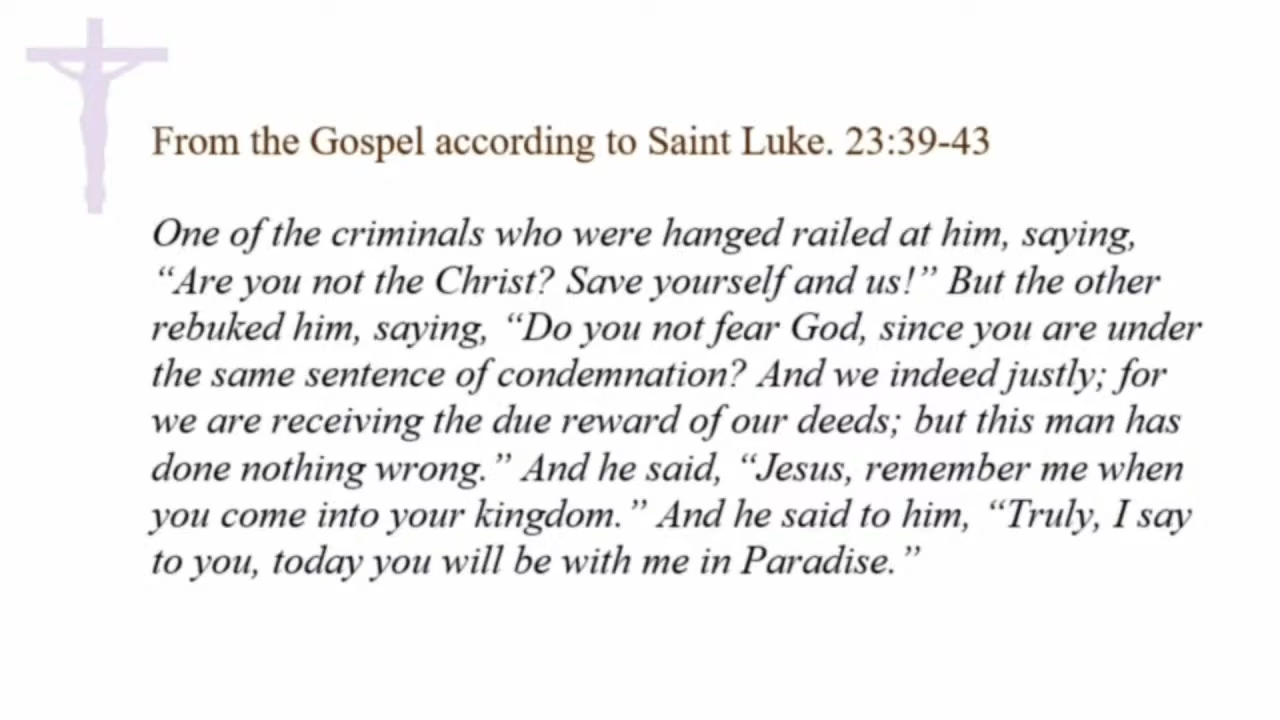 From the Gospel according to Saint Luke. 23:39-43
One of the criminals who were hanged railed at him, saying,
“Are you not the Christ? Save yourself and us!” But the other
rebuked him, saying, “Do you not fear God, since you are under
the same sentence of condemnation? And we indeed justly; for
we are receiving the due reward of our deeds; but this man has
done nothing wrong.” And he said, “Jesus, remember me when
you come into your kingdom.” And he said to him, “Truly, I say
to you, today you will be with me in Paradise.”